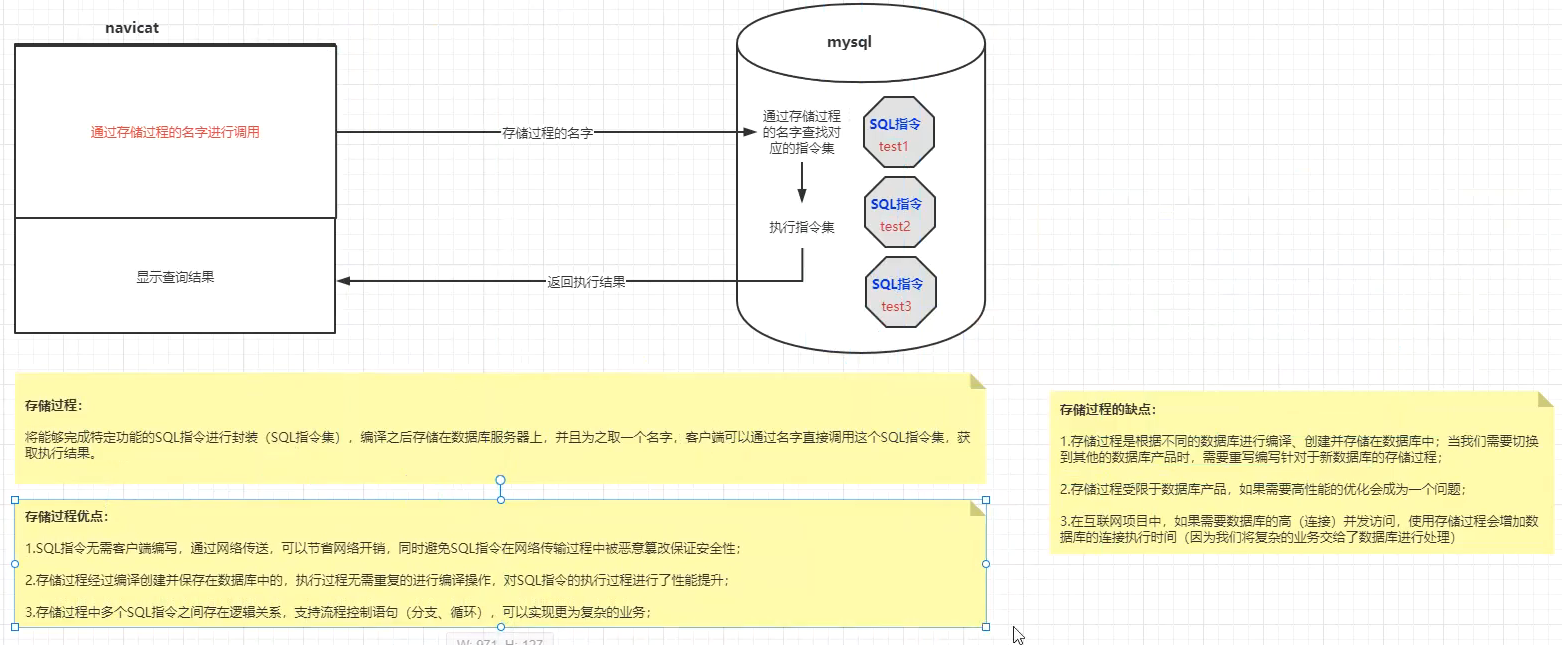 navicat
mysql
通过存储过程的名字进行调用
存储过程的名字
通过存储过程
的名字查找对
应的指令集
SQL指令
test1
执行指令集
SQL指令
test2
显示查询结果
返回执行结果
SQL指令
test3
存储过程：
将能够完成特定功能的SQL指令进行封装（SQL指令集），编译之后存储在数据库服务器上，并且为之取一个名字，客户端可以通过名字直接调用这个SQL指令集，获
取执行结果。
存储过程优点：
1.SQL指令无需客户端编写，通过网络传送，可以节省网络开销，同时避免SQL指令在网络传输过程中被恶意篡改保证安全性；
2.存储过程经过编译创建并保存在数据库中的，执行过程无需重复的进行编译操作，对SQL指令的执行过程进行了性能提升；
3.存储过程中多个SQL指令之间存在逻辑关系，支持流程控制语句（分支、循环），可以实现更为复杂的业务；
存储过程的缺点：
1.存储过程是根据不同的数据库进行编译、创建并存储在数据库中；当我们需要切换
到其他的数据库产品时，需要重写编写针对于新数据库的存储过程；
2.存储过程受限于数据库产品，如果需要高性能的优化会成为一个问题；
3.在互联网项目中，如果需要数据库的高（连接）并发访问，使用存储过程会增加数
据库的连接执行时间（因为我们将复杂的业务交给了数据库进行处理）
W: 971, H: 127